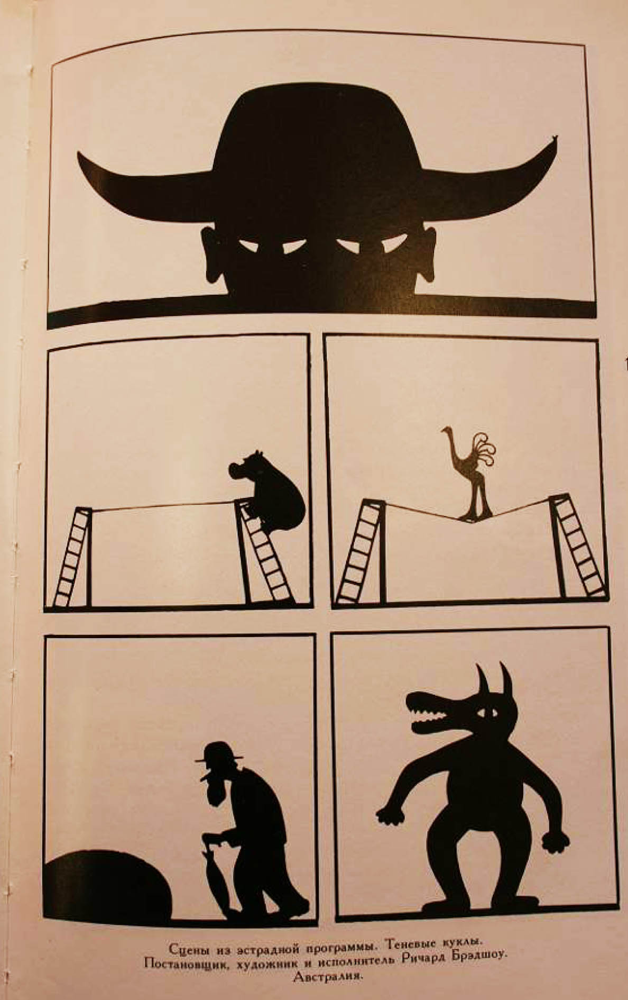 Сцены из эстрадной программы. Теневые куклы.
Постановщик, художник и исполнитель Ричард Брэдшоу.
Австралия.